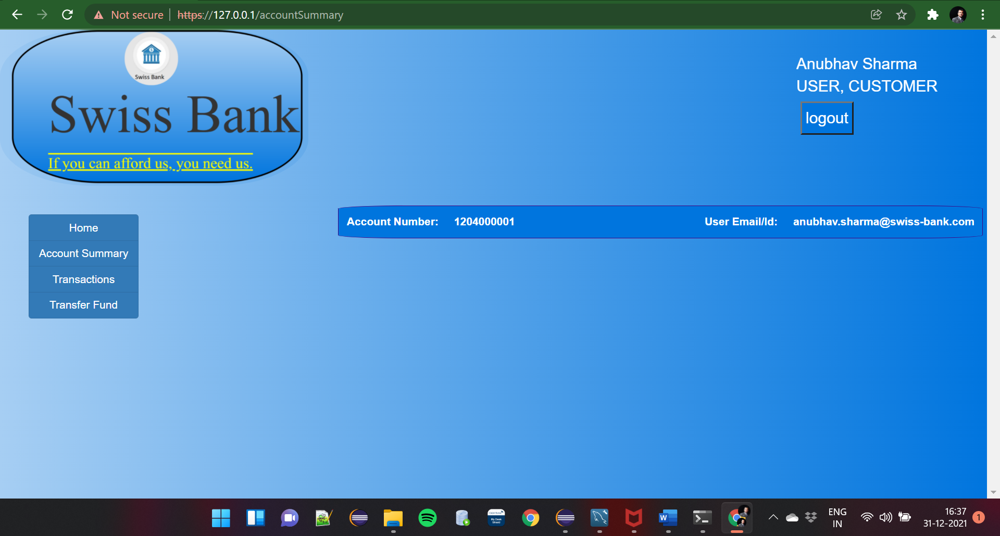 Not secure
https://127.0.0.1/accountSummary
Swiss Bank
Swiss Bank
If you can afford us, you need us.
Anubhav Sharma
USER, CUSTOMER
logout
Home
Account Summary
Transactions
Transfer Fund
Account Number: 1204000001 User Email/Id: anubhav.sharma@swiss-bank.com
W
ENG
IN
16:37
31-12-2021
1